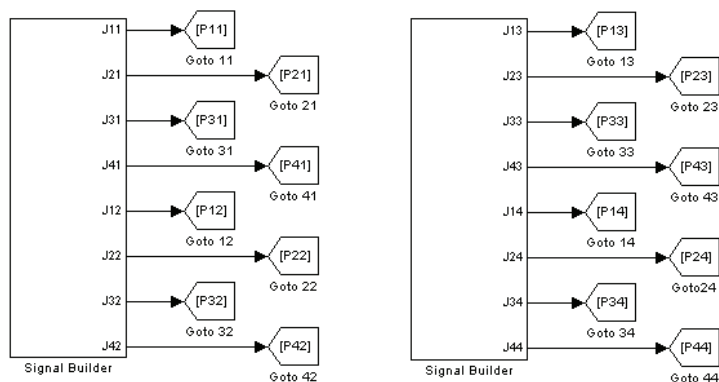 J11 [P11]
Goto 11
J21 [P21]
Goto 21
J31 [P31]
Goto 31
J41 [P41]
Goto 41
J12 [P12]
Goto 12
J22 [P22]
Goto 22
J32 [P32]
Goto 32
J42 [P42]
Goto 42
Signal Builder
J13 [P13]
Goto 13
J23 [P23]
Goto 23
J33 [P33]
Goto 33
J43 [P43]
Goto 43
J14 [P14]
Goto 14
J24 [P24]
Goto24
J34 [P34]
Goto 34
J44 [P44]
Goto 44
Signal Builder